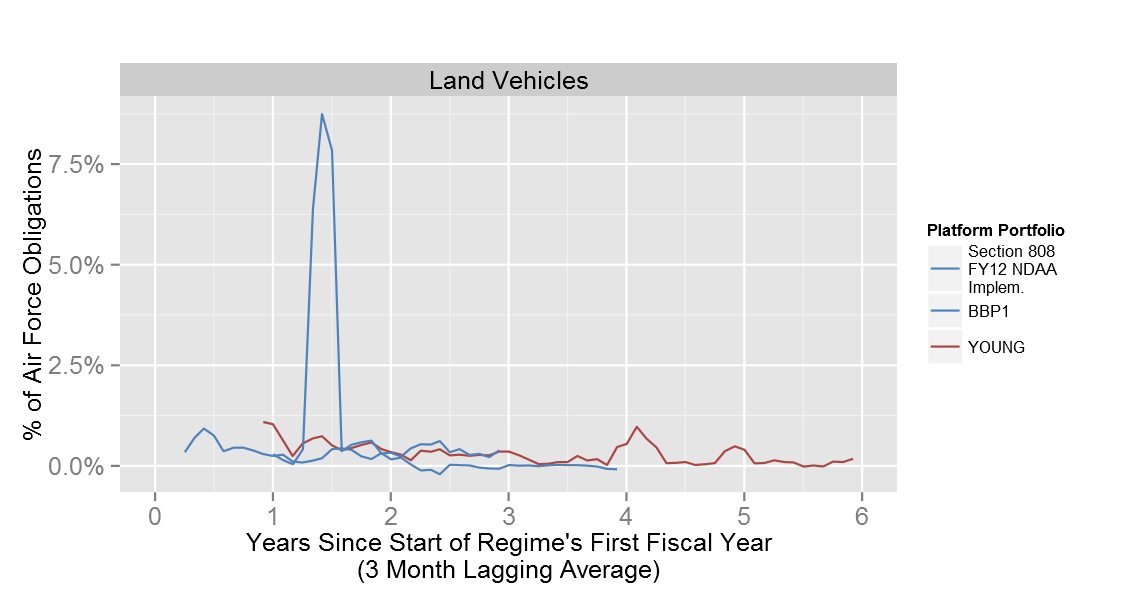 Land Vehicles
% of Air Force Obligations
7.5%
5.0%
2.5%
0.0%
0 1 2 3 4 5 6
Years Since Start of Regime's First Fiscal Year
(3 Month Lagging Average)
Platform Portfolio
Section 808
FY12 NDAA
Implem.
BBP1
YOUNG